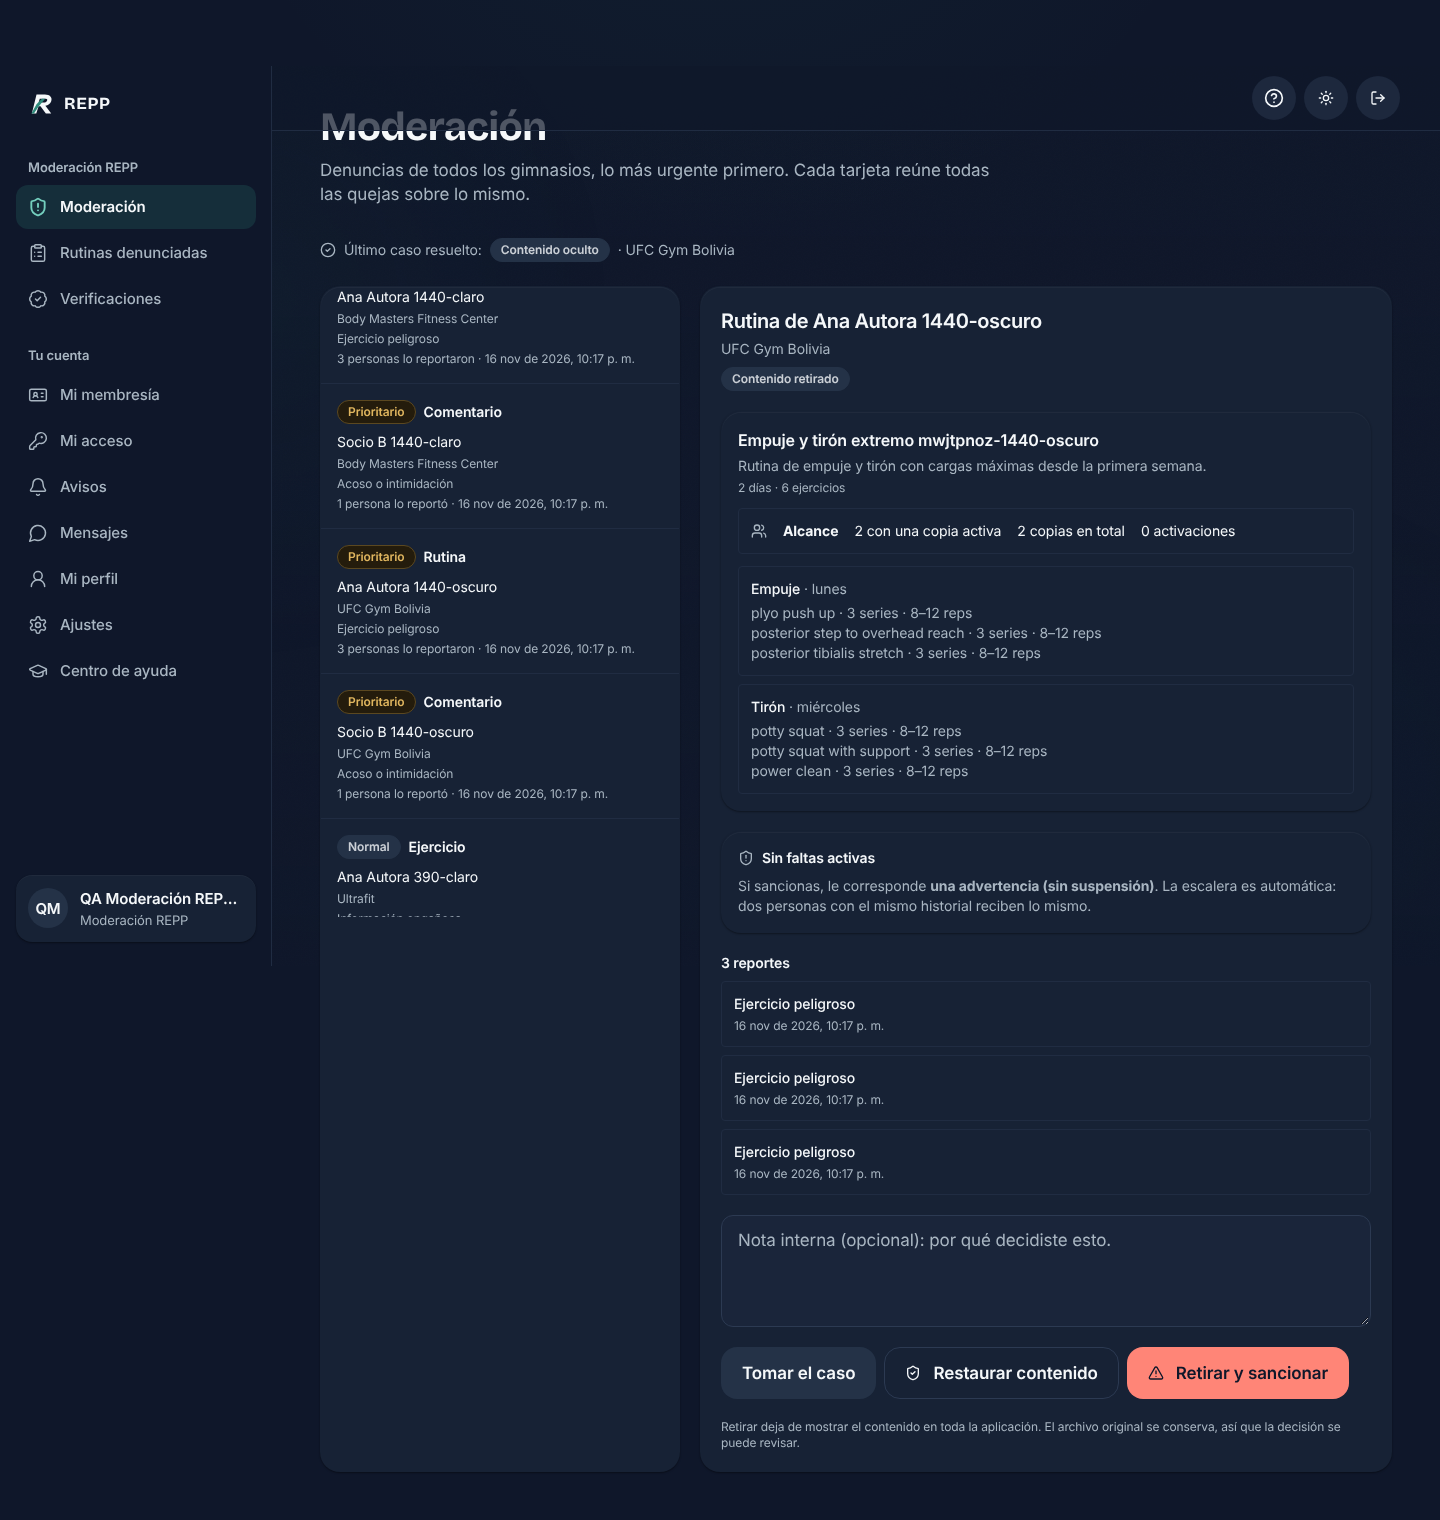 REPP
Moderación REPP
Moderación
Rutinas denunciadas
Verificaciones
Tu cuenta
Mi membresía
Mi acceso
Avisos
Mensajes
Mi perfil
Ajustes
Centro de ayuda
QM
QA Moderación REP...
Moderación REPP
Moderación
Denuncias de todos los gimnasios, lo más urgente primero. Cada tarjeta reúne todas
las quejas sobre lo mismo.
Último caso resuelto: Contenido oculto · UFC Gym Bolivia
Ana Autora 1440-claro
Body Masters Fitness Center
Ejercicio peligroso
3 personas lo reportaron · 16 nov de 2026, 10:17 p. m.
Prioritario Comentario
Socio B 1440-claro
Body Masters Fitness Center
Acoso o intimidación
1 persona lo reportó · 16 nov de 2026, 10:17 p. m.
Prioritario Rutina
Ana Autora 1440-oscuro
UFC Gym Bolivia
Ejercicio peligroso
3 personas lo reportaron · 16 nov de 2026, 10:17 p. m.
Prioritario Comentario
Socio B 1440-oscuro
UFC Gym Bolivia
Acoso o intimidación
1 persona lo reportó · 16 nov de 2026, 10:17 p. m.
Normal Ejercicio
Ana Autora 390-claro
Ultrafit
Rutina de Ana Autora 1440-oscuro
UFC Gym Bolivia
Contenido retirado
Empuje y tirón extremo mwjtpnoz-1440-oscuro
Rutina de empuje y tirón con cargas máximas desde la primera semana.
2 días · 6 ejercicios
Alcance 2 con una copia activa 2 copias en total 0 activaciones
Empuje · lunes
plyo push up · 3 series · 8–12 reps
posterior step to overhead reach · 3 series · 8–12 reps
posterior tibialis stretch · 3 series · 8–12 reps
Tirón · miércoles
potty squat · 3 series · 8–12 reps
potty squat with support · 3 series · 8–12 reps
power clean · 3 series · 8–12 reps
Sin faltas activas
Si sancionas, le corresponde una advertencia (sin suspensión). La escalera es automática:
dos personas con el mismo historial reciben lo mismo.
3 reportes
Ejercicio peligroso
16 nov de 2026, 10:17 p. m.
Ejercicio peligroso
16 nov de 2026, 10:17 p. m.
Ejercicio peligroso
16 nov de 2026, 10:17 p. m.
Nota interna (opcional): por qué decidiste esto.
Tomar el caso
Restaurar contenido
Retirar y sancionar
Retirar deja de mostrar el contenido en toda la aplicación. El archivo original se conserva, así que la decisión se
puede revisar.